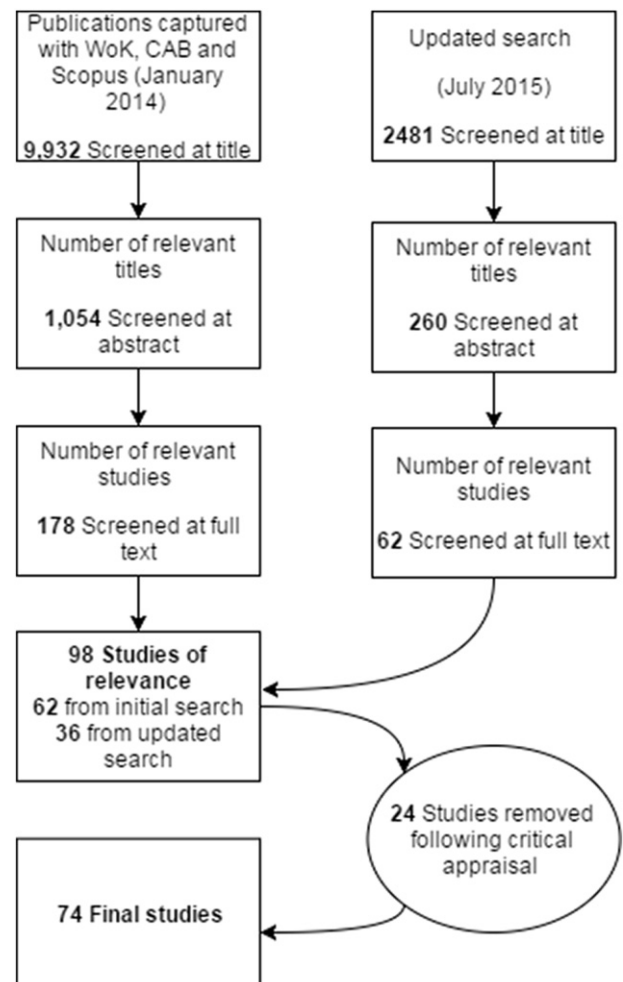 Publications captured
with WoK, CAB and
Scopus (January
2014)
9,932 Screened at title
Updated search
(July 2015)
2481 Screened at title
Number of relevant
titles
1,054 Screened at
abstract
Number of relevant
titles
260 Screened at
abstract
Number of relevant
studies
178 Screened at full
text
Number of relevant
studies
62 Screened at full text
98 Studies of
relevance
62 from initial search
36 from updated
search
24 Studies removed
following critical
appraisal
74 Final studies